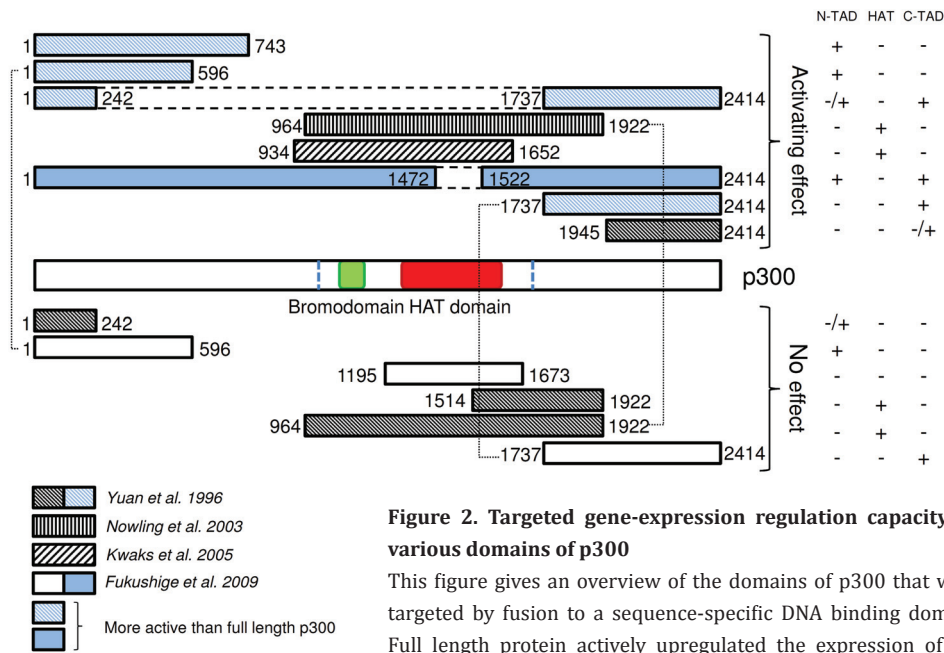 N-TAD HAT C-TAD
1 743 + - -
1 596 + - -
1 242 1737 2414 -/+ - +
964 1922 - + -
934 1652 - + -
1 1472 1522 2414 + - +
1737 2414 - - +
1945 2414 - - -/+
Activating effect
p300
Bromodomain HAT domain
1 242 -/+ - -
1 596 + - -
1195 1673 - - -
1514 1922 - + -
964 1922 - + -
1737 2414 - - +
No effect
Yuan et al. 1996
Nowling et al. 2003
Kwaks et al. 2005
Fukushige et al. 2009
More active than full length p300
Figure 2. Targeted gene-expression regulation capacity
various domains of p300
This figure gives an overview of the domains of p300 that w
targeted by fusion to a sequence-specific DNA binding dom
Full length protein actively upregulated the expression of